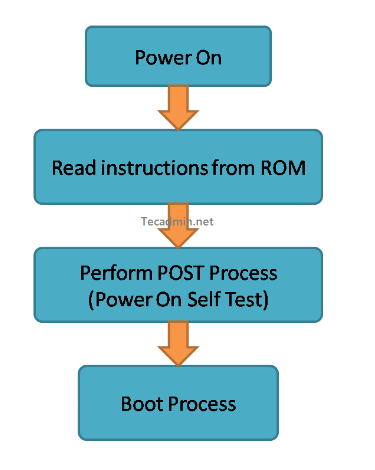 Power On
Read instructions from ROM
Tecadmin.net
Perform POST Process
(Power On Self Test)
Boot Process